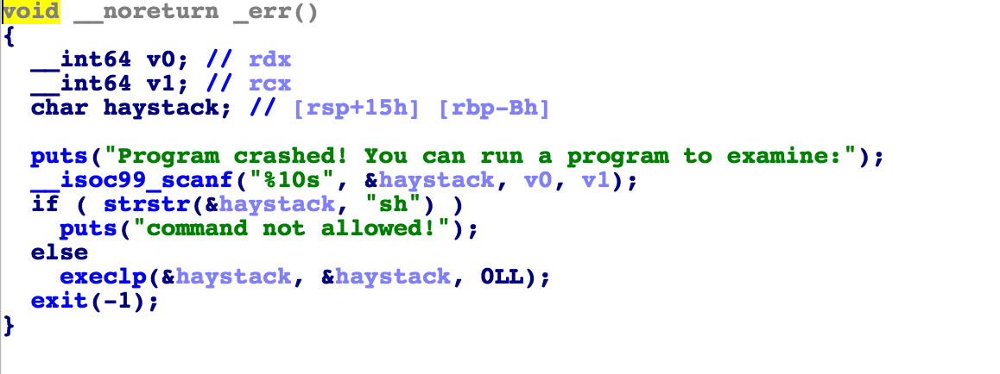 void __noreturn _err()
{
  __int64 v0; // rdx
  __int64 v1; // rcx
  char haystack; // [rsp+15h] [rbp-Bh]
  puts("Program crashed! You can run a program to examine:");
  __isoc99_scanf("%10s", &haystack, v0, v1);
  if ( strstr(&haystack, "sh") )
    puts("command not allowed!");
  else
    execlp(&haystack, &haystack, 0LL);
  exit(-1);
}